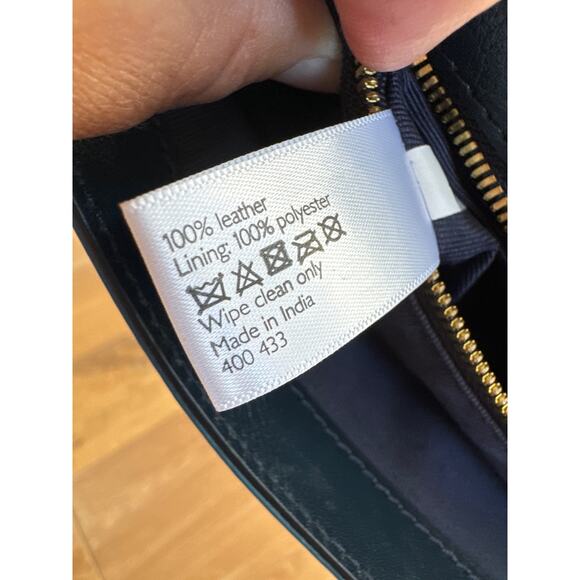 100% leather
Lining: 100% polyester
Wipe clean only
Made in India
400 433